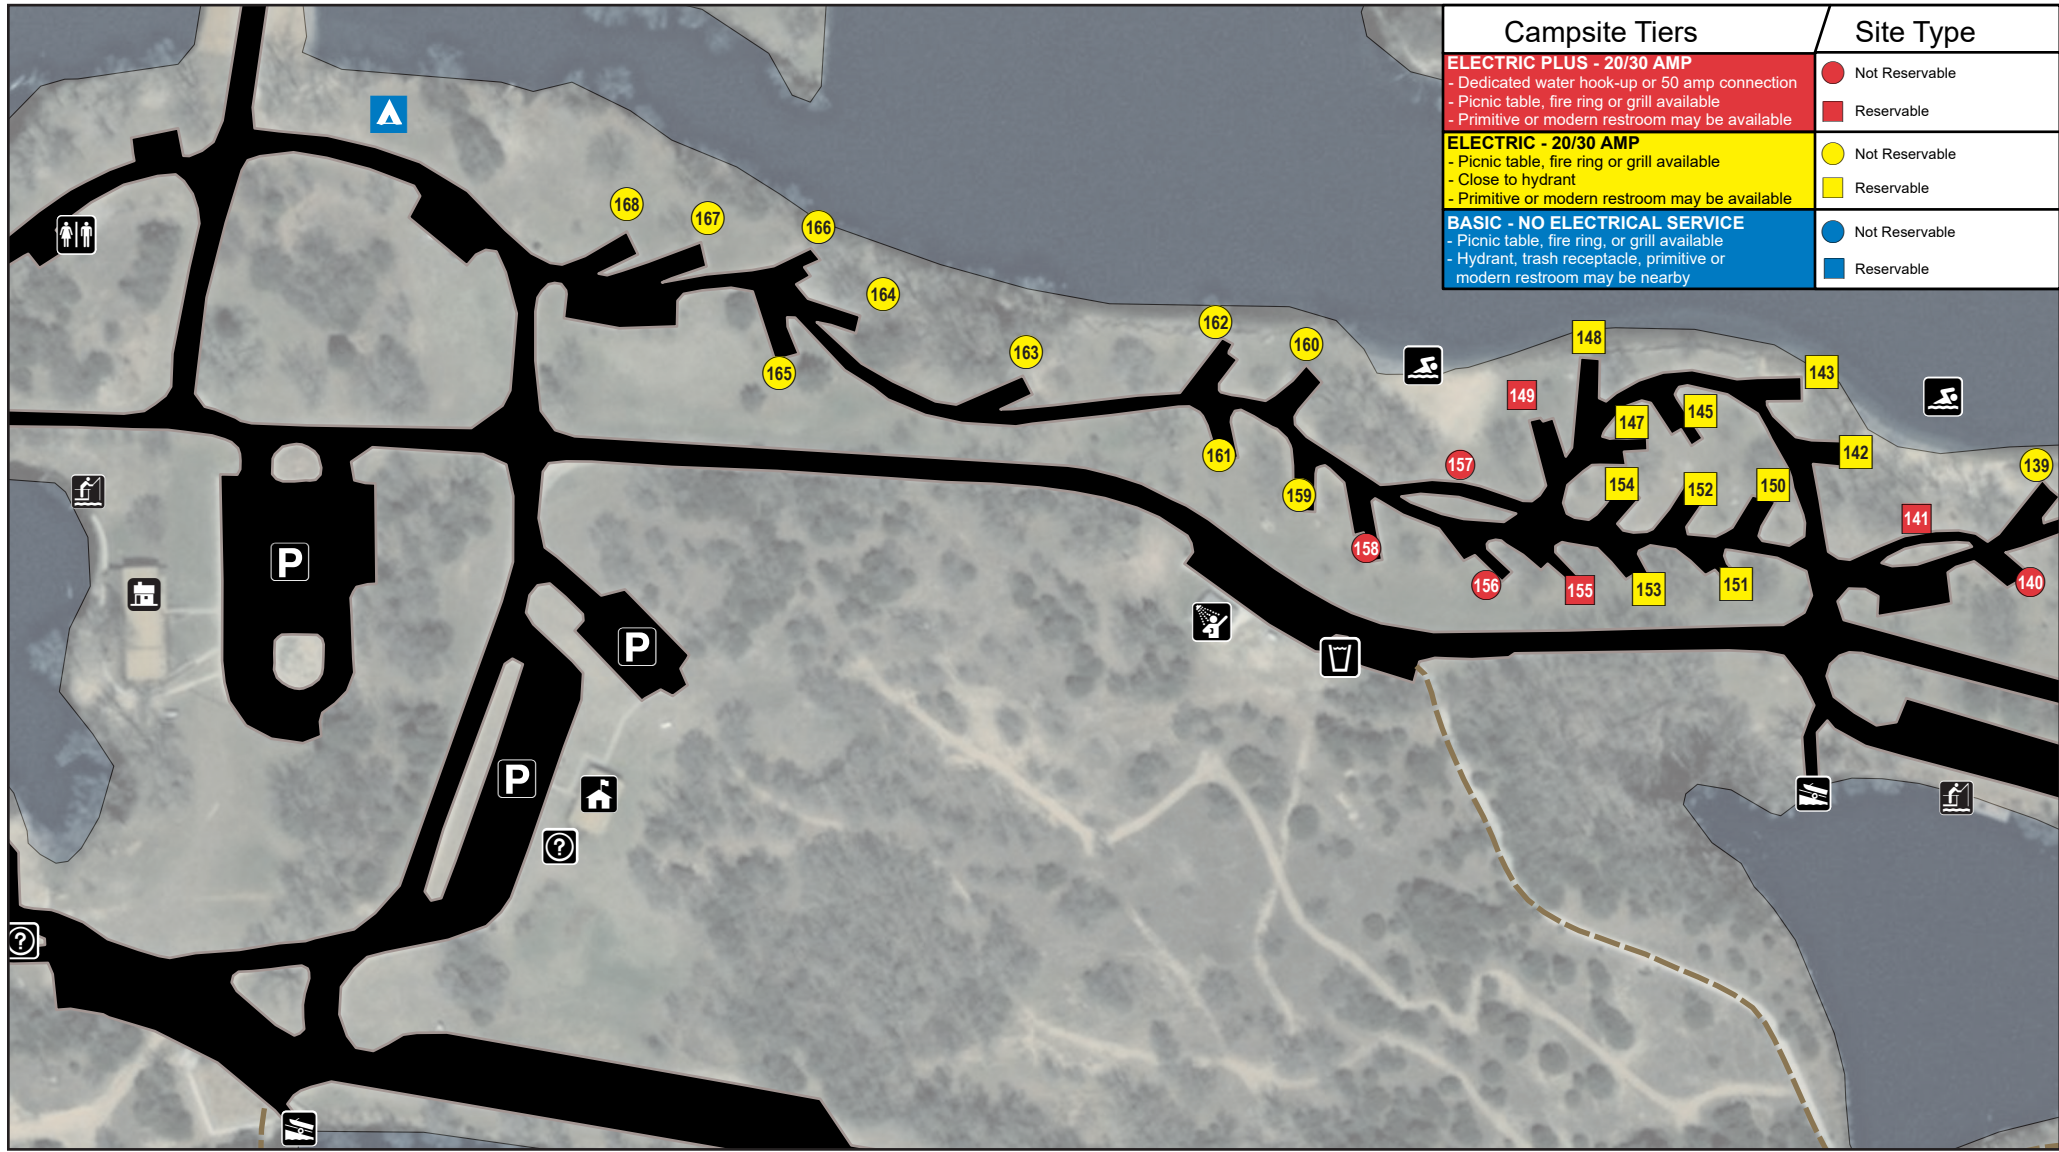 Campsite Tiers
Site Type
ELECTRIC PLUS - 20/30 AMP
- Dedicated water hook-up or 50 amp connection
- Picnic table, fire ring or grill available
- Primitive or modern restroom may be available
Not Reservable
Reservable
ELECTRIC - 20/30 AMP
- Picnic table, fire ring or grill available
- Close to hydrant
- Primitive or modern restroom may be available
Not Reservable
Reservable
BASIC - NO ELECTRICAL SERVICE
- Picnic table, fire ring, or grill available
- Hydrant, trash receptacle, primitive or
modern restroom may be nearby
Not Reservable
Reservable
168
167
166
164
165
163
162
160
161
159
148
143
149
147
145
142
157
139
154
152
150
141
158
156
155
153
151
140
P
P
P
?
?